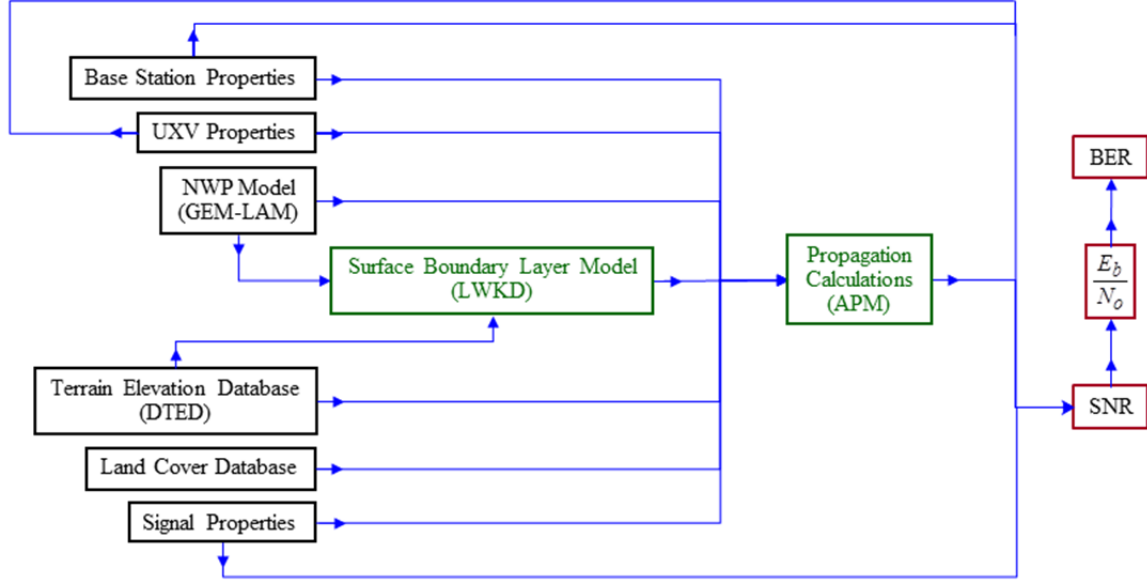 Base Station Properties
UXV Properties
NWP Model
(GEM-LAM)
Surface Boundary Layer Model
(LWKD)
Terrain Elevation Database
(DTED)
Land Cover Database
Signal Properties
Propagation
Calculations
(APM)
BER
E_b
N_o
SNR